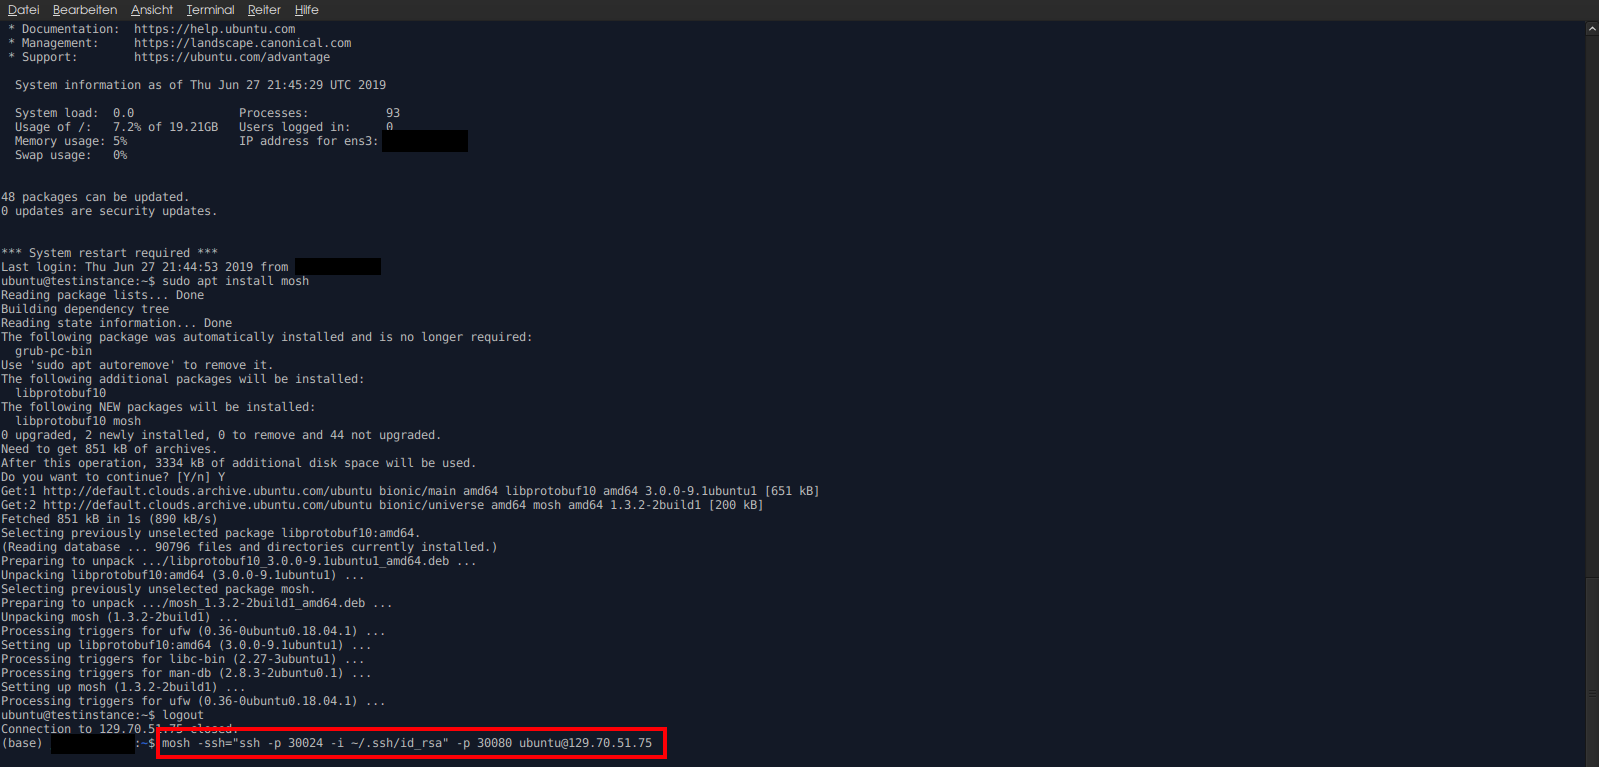 Datei Bearbeiten Ansicht Terminal Reiter Hilfe
* Documentation: https://help.ubuntu.com
* Management: https://landscape.canonical.com
* Support: https://ubuntu.com/advantage
System information as of Thu Jun 27 21:45:29 UTC 2019
System load: 0.0 Processes: 93
Usage of /: 7.2% of 19.21GB Users logged in: 0
Memory usage: 5% IP address for ens3:
Swap usage: 0%
48 packages can be updated.
0 updates are security updates.
*** System restart required ***
Last login: Thu Jun 27 21:44:53 2019 from
ubuntu@testinstance:~$ sudo apt install mosh
Reading package lists... Done
Building dependency tree
Reading state information... Done
The following package was automatically installed and is no longer required:
grub-pc-bin
Use 'sudo apt autoremove' to remove it.
The following additional packages will be installed:
libprotobuf10
The following NEW packages will be installed:
libprotobuf10 mosh
0 upgraded, 2 newly installed, 0 to remove and 44 not upgraded.
Need to get 851 kB of archives.
After this operation, 3334 kB of additional disk space will be used.
Do you want to continue? [Y/n] Y
Get:1 http://default.clouds.archive.ubuntu.com/ubuntu bionic/main amd64 libprotobuf10 amd64 3.0.0-9.1ubuntu1 [651 kB]
Get:2 http://default.clouds.archive.ubuntu.com/ubuntu bionic/universe amd64 mosh amd64 1.3.2-2build1 [200 kB]
Fetched 851 kB in 1s (890 kB/s)
Selecting previously unselected package libprotobuf10:amd64.
(Reading database ... 90796 files and directories currently installed.)
Preparing to unpack .../libprotobuf10_3.0.0-9.1ubuntu1_amd64.deb ...
Unpacking libprotobuf10:amd64 (3.0.0-9.1ubuntu1) ...
Selecting previously unselected package mosh.
Preparing to unpack .../mosh_1.3.2-2build1_amd64.deb ...
Unpacking mosh (1.3.2-2build1) ...
Processing triggers for ufw (0.36-0ubuntu0.18.04.1) ...
Setting up libprotobuf10:amd64 (3.0.0-9.1ubuntu1) ...
Processing triggers for libc-bin (2.27-3ubuntu1) ...
Processing triggers for man-db (2.8.3-2ubuntu0.1) ...
Setting up mosh (1.3.2-2build1) ...
Processing triggers for ufw (0.36-0ubuntu0.18.04.1) ...
ubuntu@testinstance:~$ logout
Connection to 129.70.51.75 closed.
(base) :~$ mosh -ssh="ssh -p 30024 -i ~/.ssh/id_rsa" -p 30080 ubuntu@129.70.51.75